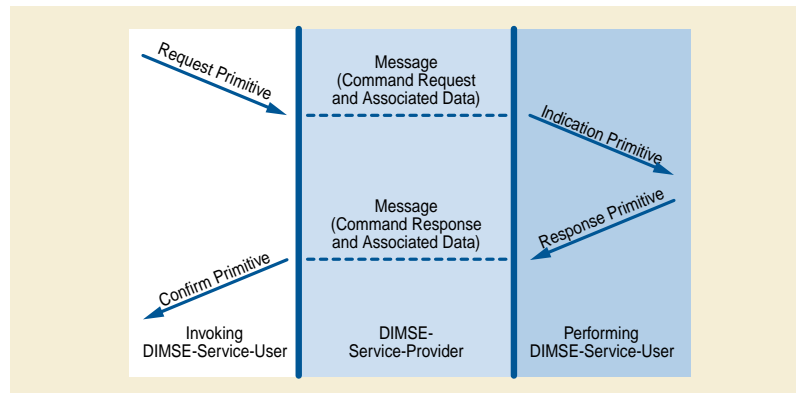 Request Primitive
Message
(Command Request
and Associated Data)
Indication Primitive
Message
(Command Response
and Associated Data)
Response Primitive
Confirm Primitive
Invoking
DIMSE-Service-User
DIMSE-
Service-Provider
Performing
DIMSE-Service-User